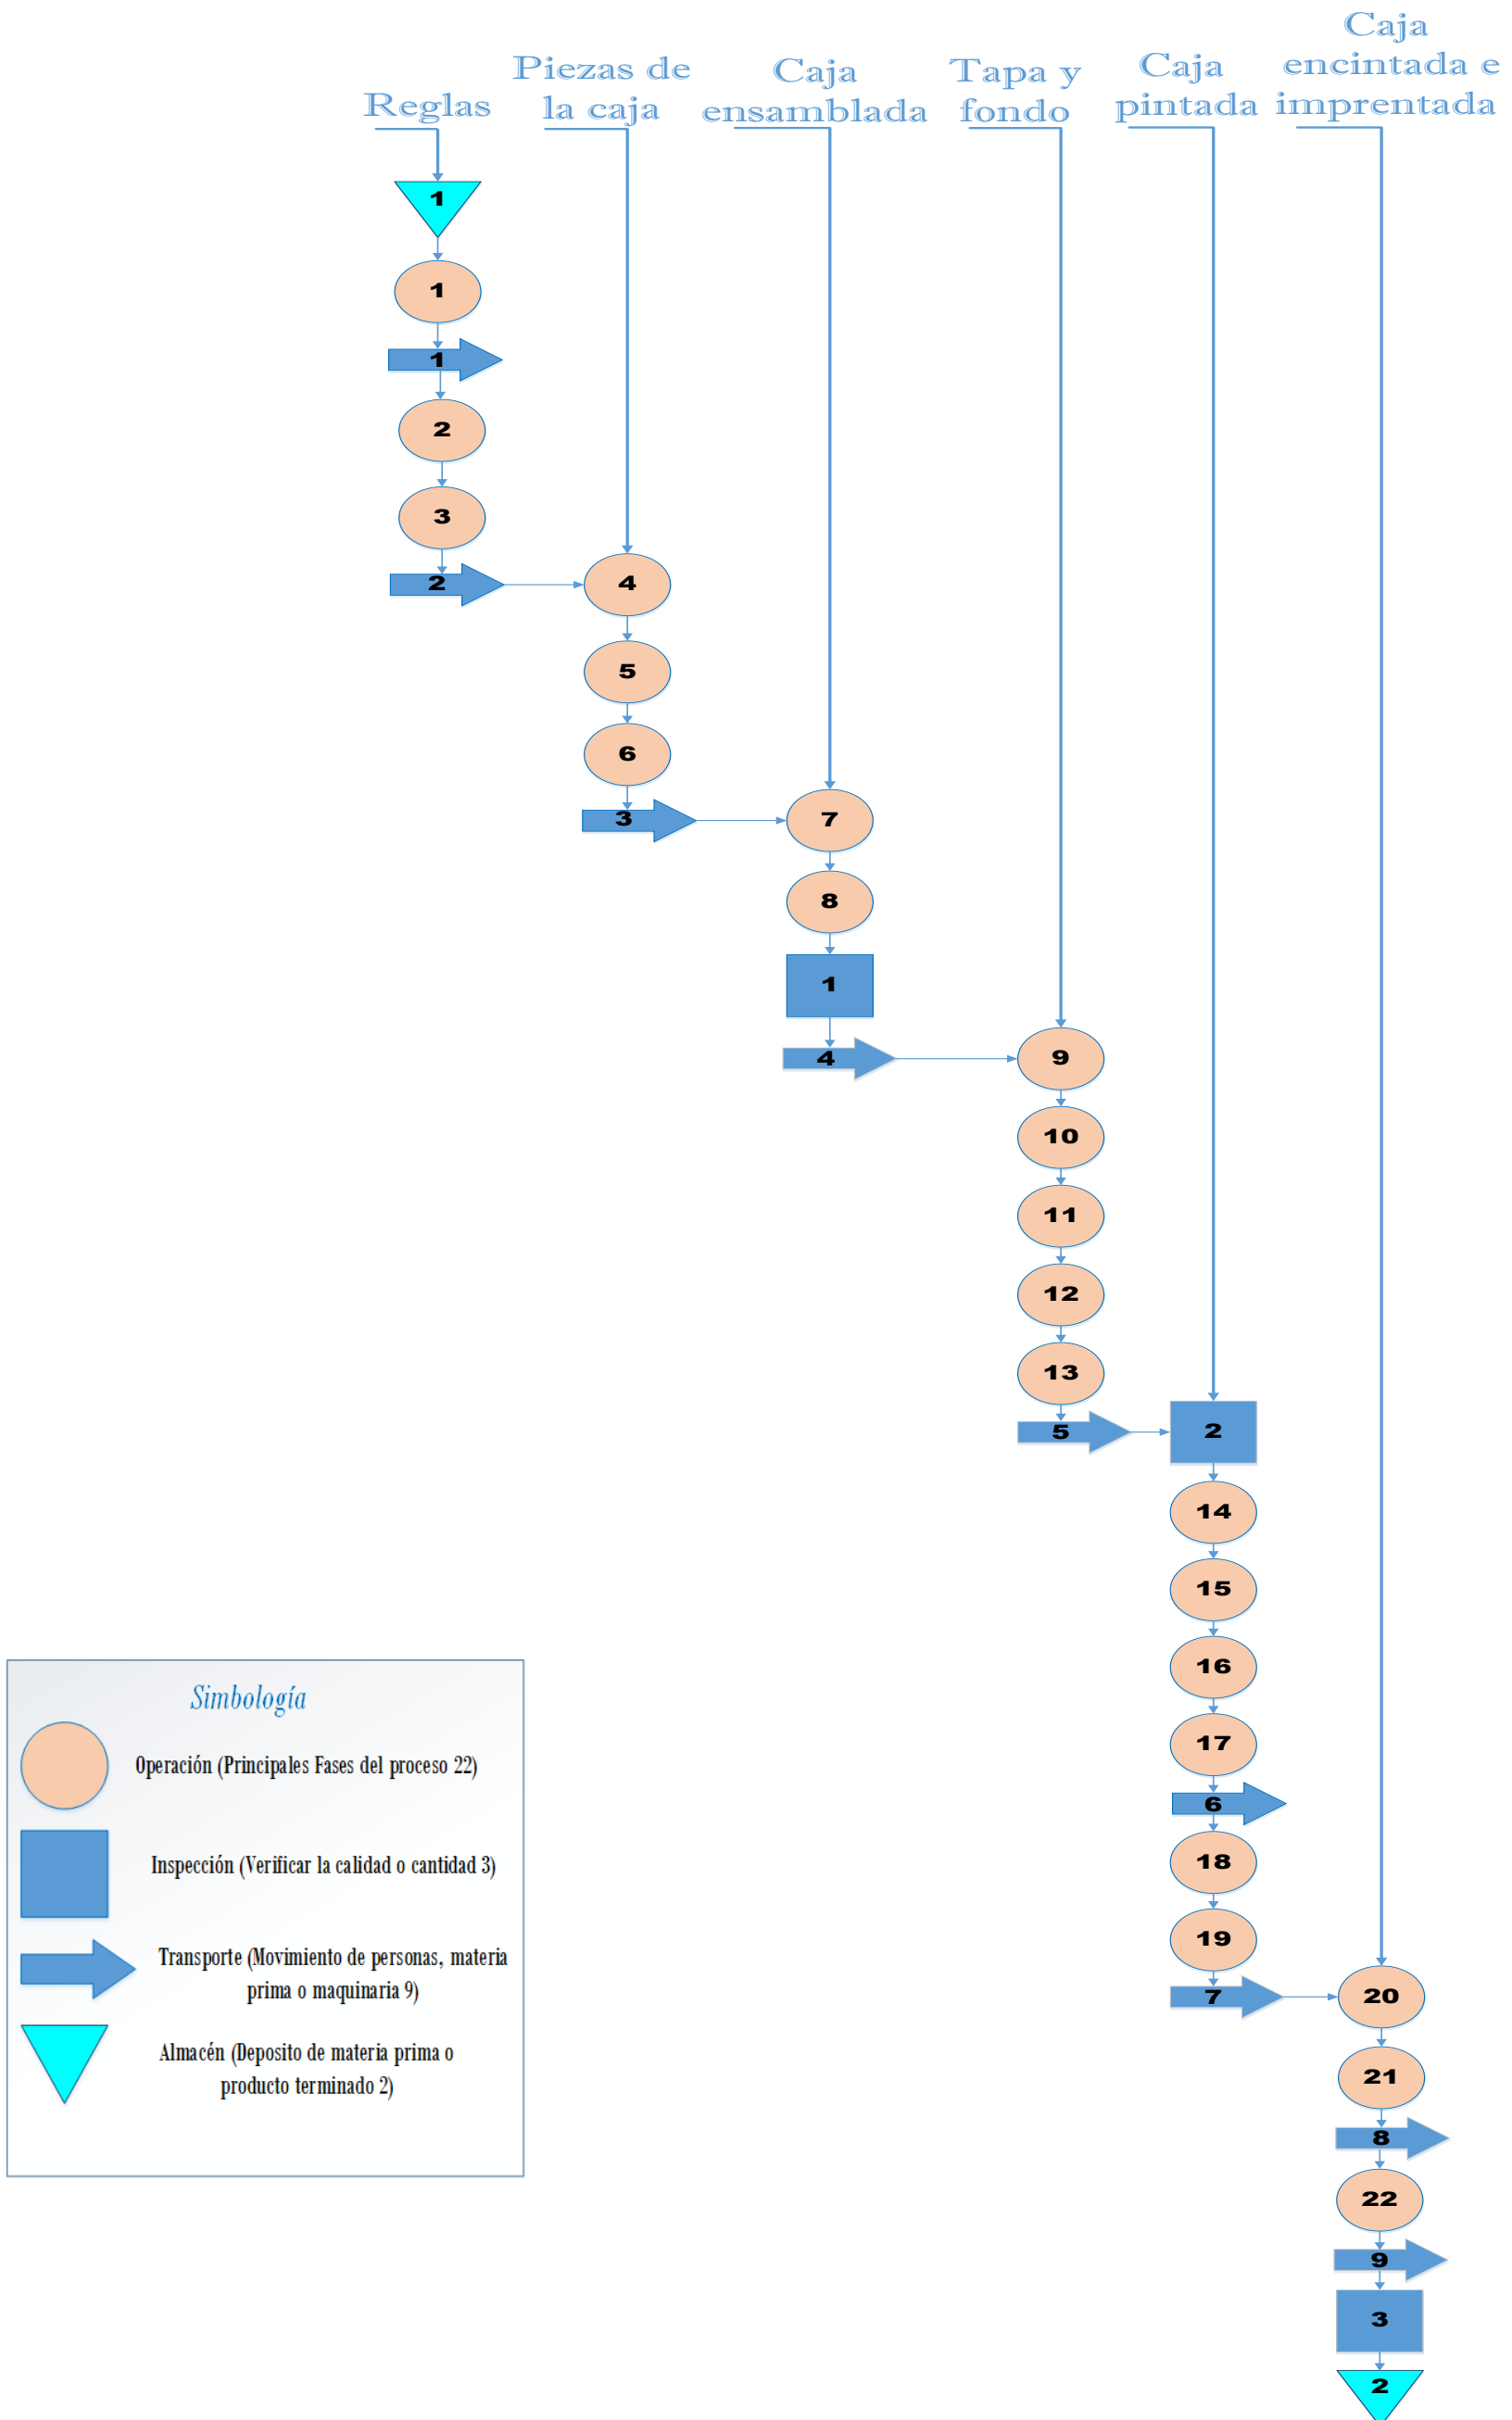 Reglas
Piezas de
la caja
Caja
ensamblada
Tapa y
fondo
Caja
pintada
Caja
encintada e
imprentada
1
1
1
2
3
2
4
5
6
3
7
8
1
4
9
10
11
12
13
5
2
14
15
16
17
6
18
19
7
20
21
8
22
9
3
2
Simbología
Operación (Principales Fases del proceso 22)
Inspección (Verificar la calidad o cantidad 3)
Transporte (Movimiento de personas, materia
prima o maquinaria 9)
Almacén (Deposito de materia prima o
producto terminado 2)